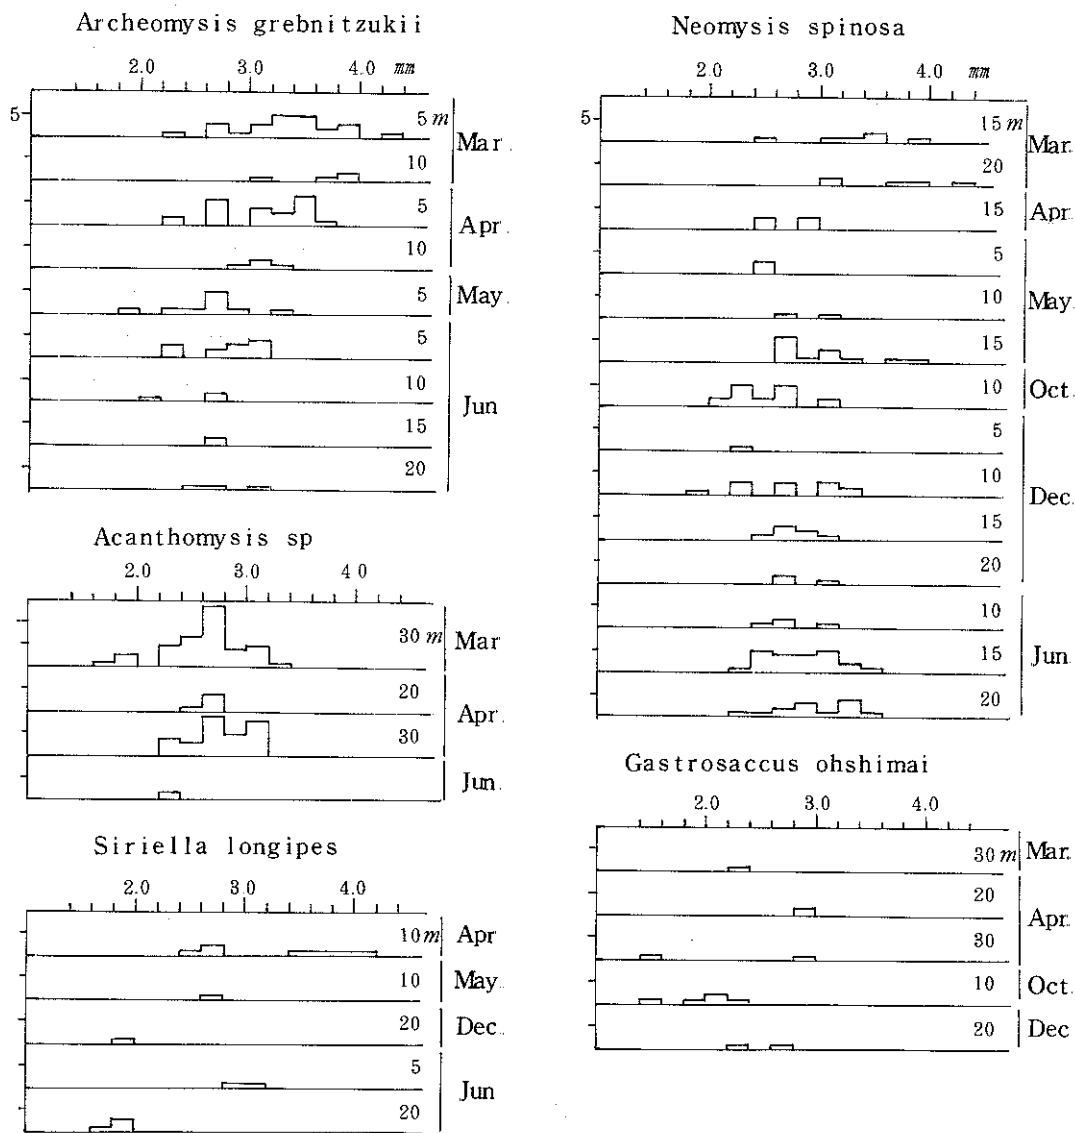 Archeomysis grebnitzukii
2.0 3.0 4.0 mm
5
5 m
Mar.
10
5
Apr.
10
5
May.
5
10
Jun
15
20
Acanthomysis sp
2.0 3.0 4 0
30 m
Mar
20
Apr.
30
Jun.
Siriella longipes
2.0 3.0 4.0
10 m
Apr
10
May.
20
Dec.
5
Jun
20
Neomysis spinosa
2.0 3.0 4.0 mm
5
15 m
Mar.
20
15
Apr.
5
10
May.
15
10
Oct.
5
10
Dec.
15
20
10
15
Jun.
20
Gastrosaccus ohshimai
2.0 3.0 4.0
30 m
Mar.
20
Apr.
30
10
Oct.
20
Dec